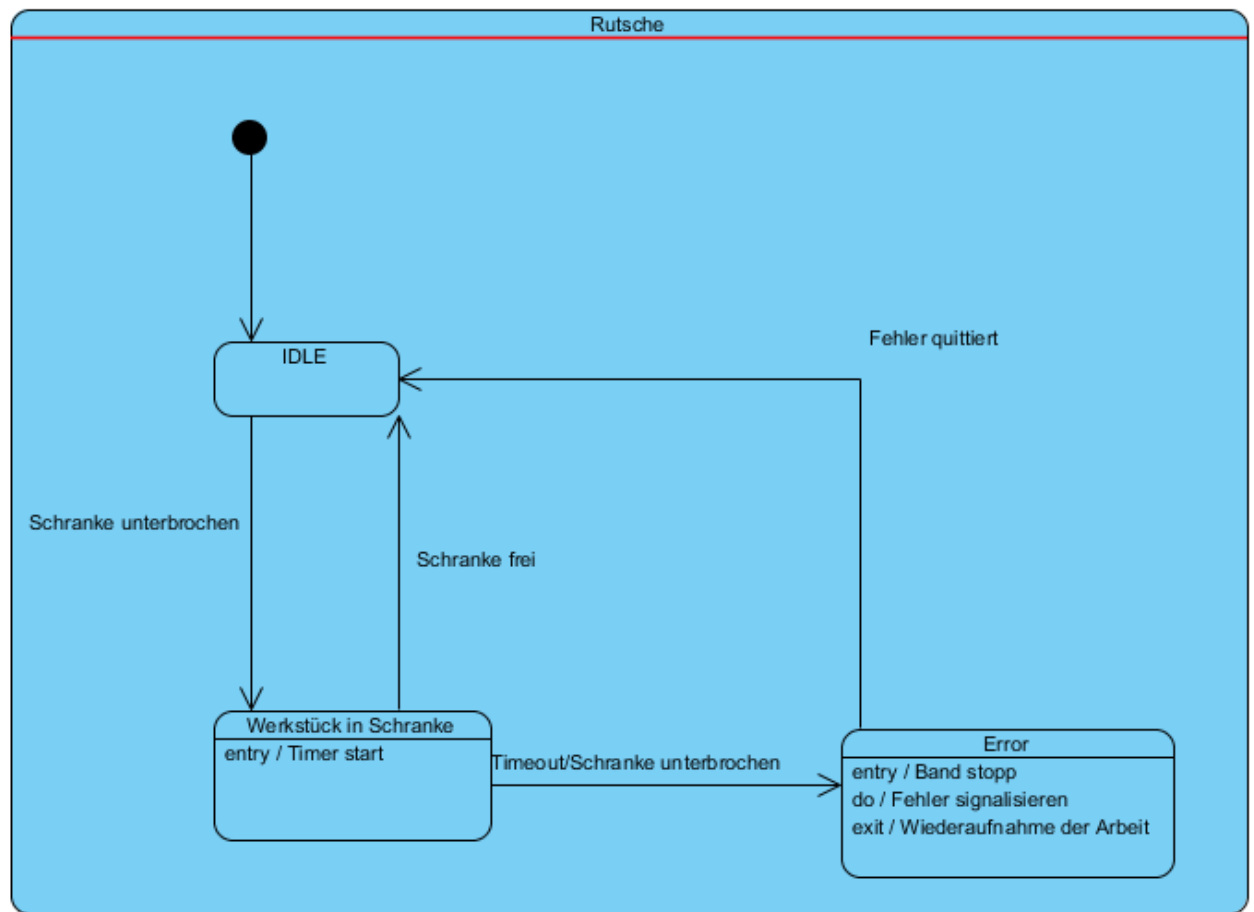 Rutsche
IDLE
Fehler quittiert
Schranke unterbrochen
Schranke frei
Werkstück in Schranke
entry / Timer start
Timeout/Schranke unterbrochen
Error
entry / Band stopp
do / Fehler signalisieren
exit / Wiederaufnahme der Arbeit